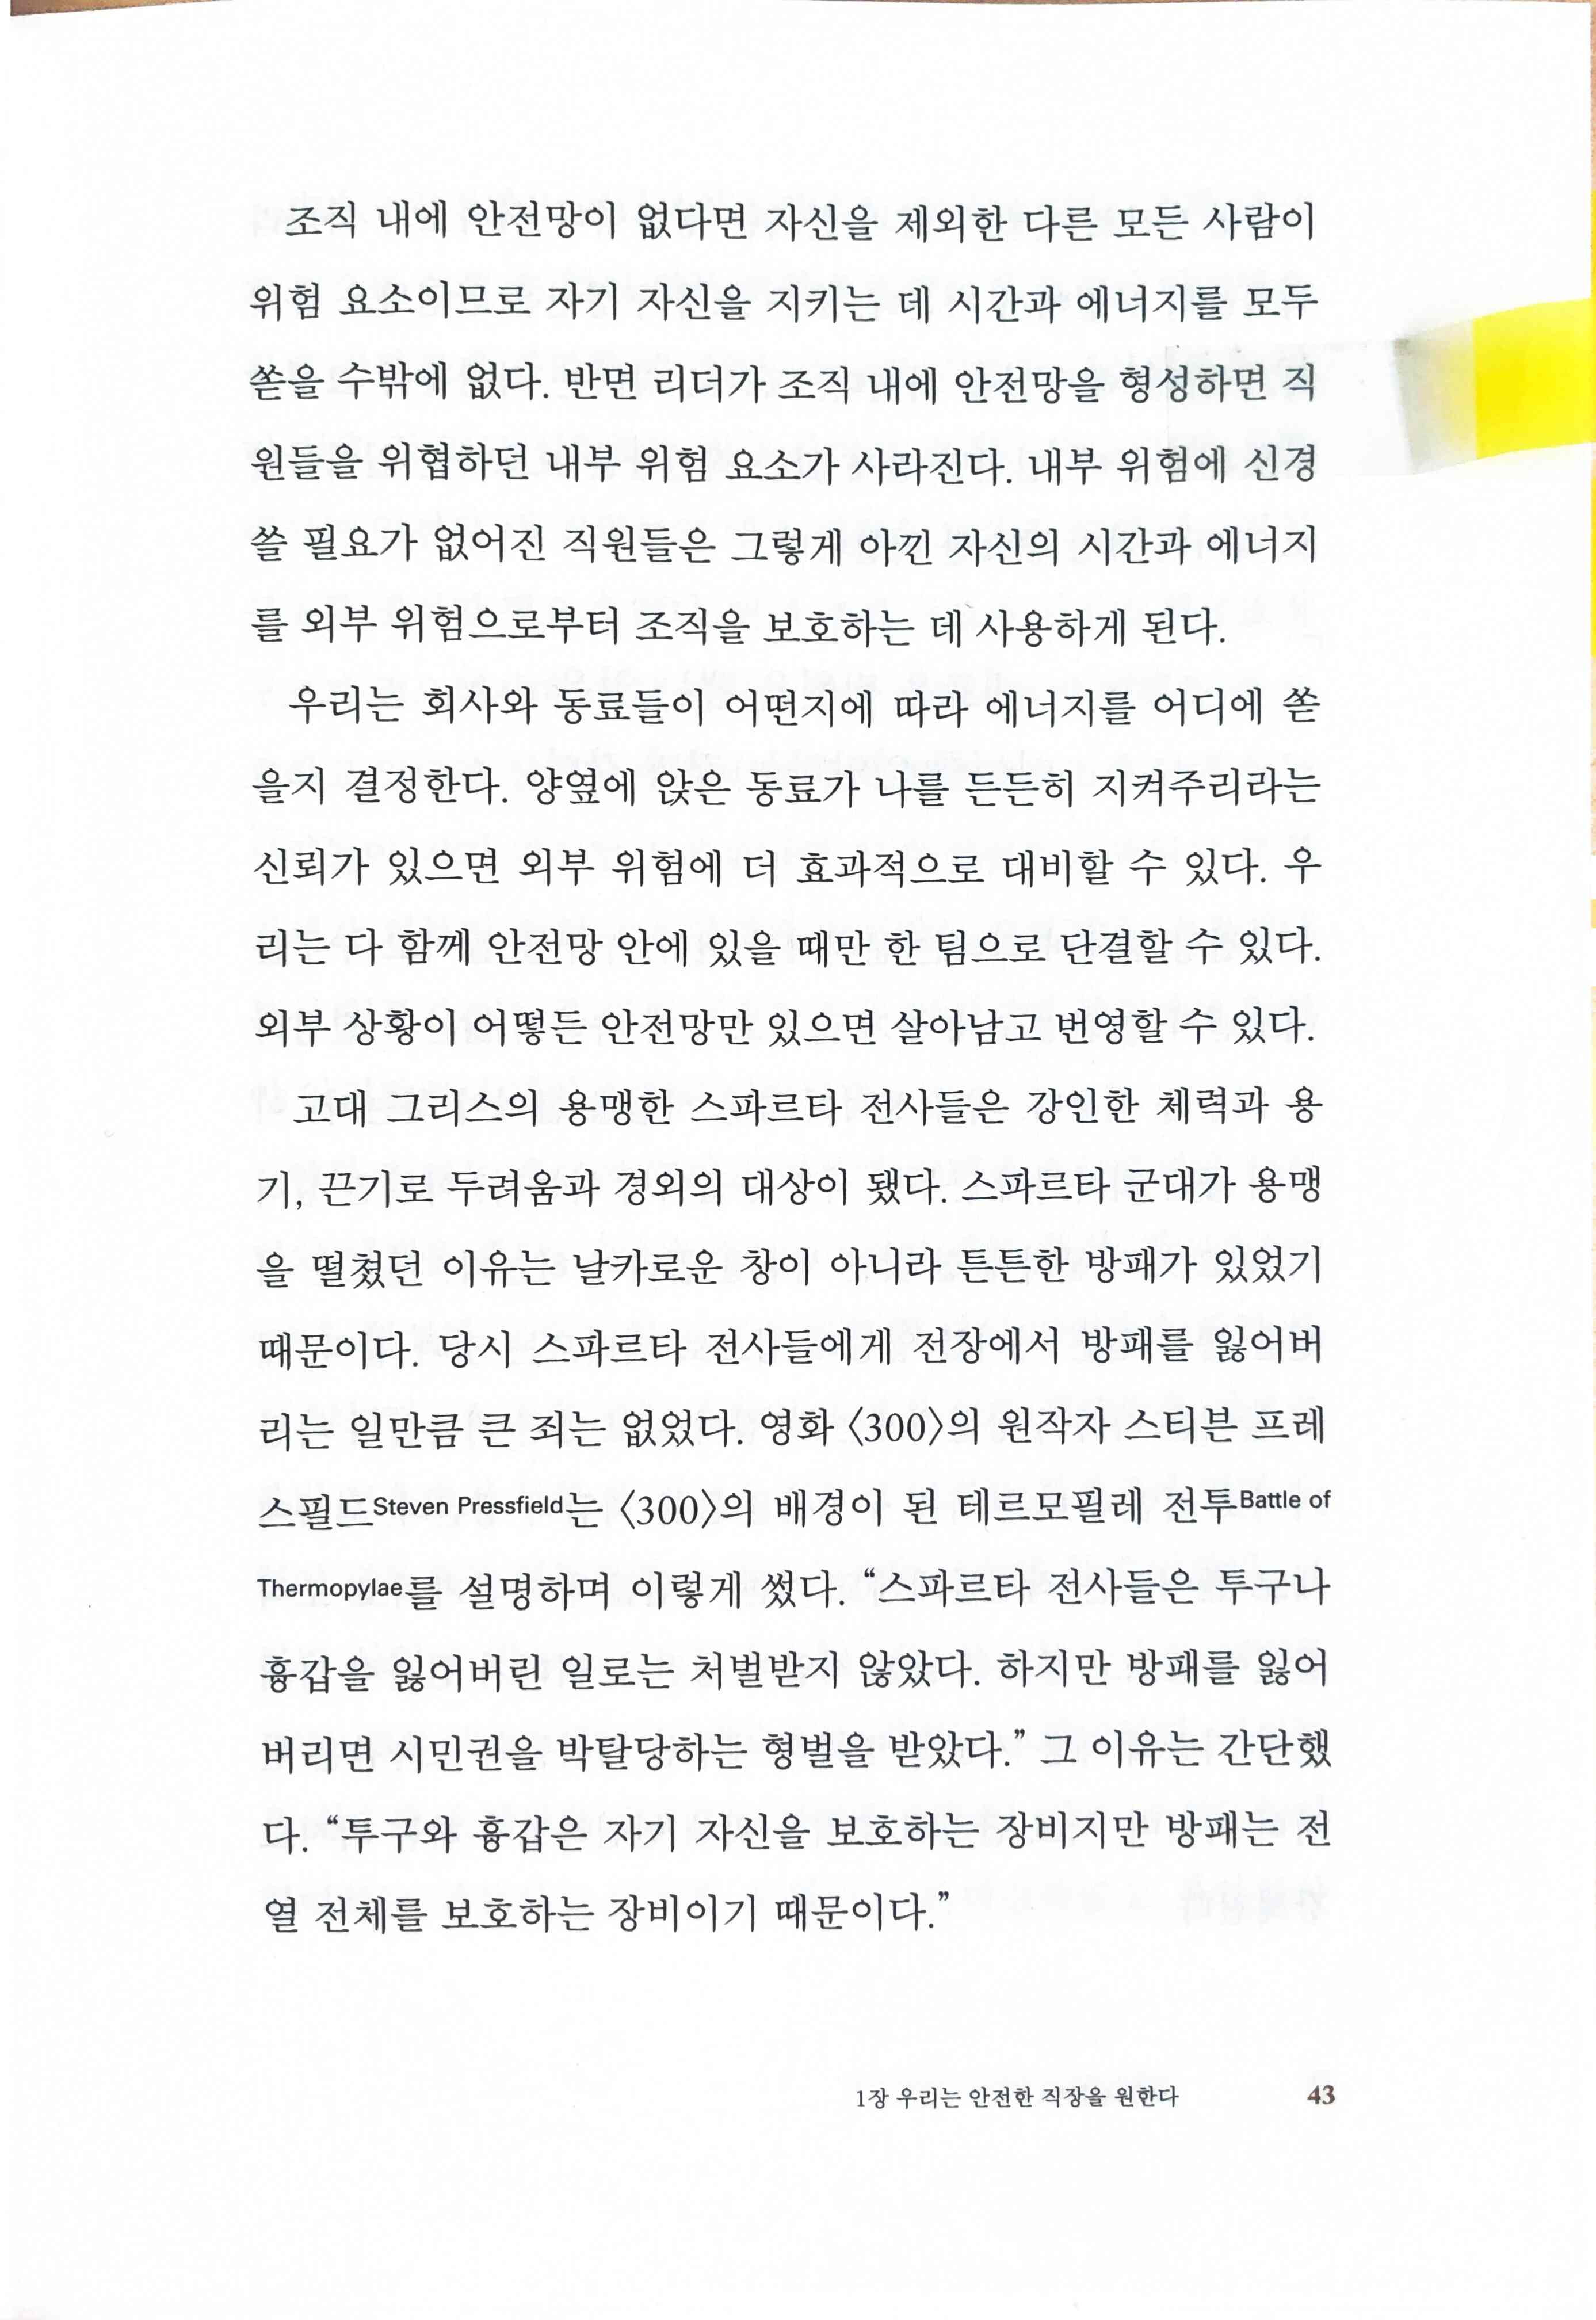 조직 내에 안전망이 없다면 자신을 제외한 다른 모든 사람이
위험 요소이므로 자기 자신을 지키는 데 시간과 에너지를 모두
쏟을 수밖에 없다. 반면 리더가 조직 내에 안전망을 형성하면 직
원들을 위협하던 내부 위험 요소가 사라진다. 내부 위험에 신경
쓸 필요가 없어진 직원들은 그렇게 아낀 자신의 시간과 에너지
를 외부 위험으로부터 조직을 보호하는 데 사용하게 된다.
우리는 회사와 동료들이 어떤지에 따라 에너지를 어디에 쏟
을지 결정한다. 양옆에 앉은 동료가 나를 든든히 지켜주리라는
신뢰가 있으면 외부 위험에 더 효과적으로 대비할 수 있다. 우
리는 다 함께 안전망 안에 있을 때만 한 팀으로 단결할 수 있다.
외부 상황이 어떻든 안전망만 있으면 살아남고 번영할 수 있다.
고대 그리스의 용맹한 스파르타 전사들은 강인한 체력과 용
기, 끈기로 두려움과 경외의 대상이 됐다. 스파르타 군대가 용맹
을 떨쳤던 이유는 날카로운 창이 아니라 튼튼한 방패가 있었기
때문이다. 당시 스파르타 전사들에게 전장에서 방패를 잃어버
리는 일만큼 큰 죄는 없었다. 영화 〈300〉의 원작자 스티븐 프레
스필드Steven Pressfield는 〈300〉의 배경이 된 테르모필레 전투Battle of
Thermopylae를 설명하며 이렇게 썼다. “스파르타 전사들은 투구나
흉갑을 잃어버린 일로는 처벌받지 않았다. 하지만 방패를 잃어
버리면 시민권을 박탈당하는 형벌을 받았다.” 그 이유는 간단했
다. “투구와 흉갑은 자기 자신을 보호하는 장비지만 방패는 전
열 전체를 보호하는 장비이기 때문이다.”
1장 우리는 안전한 직장을 원한다 43